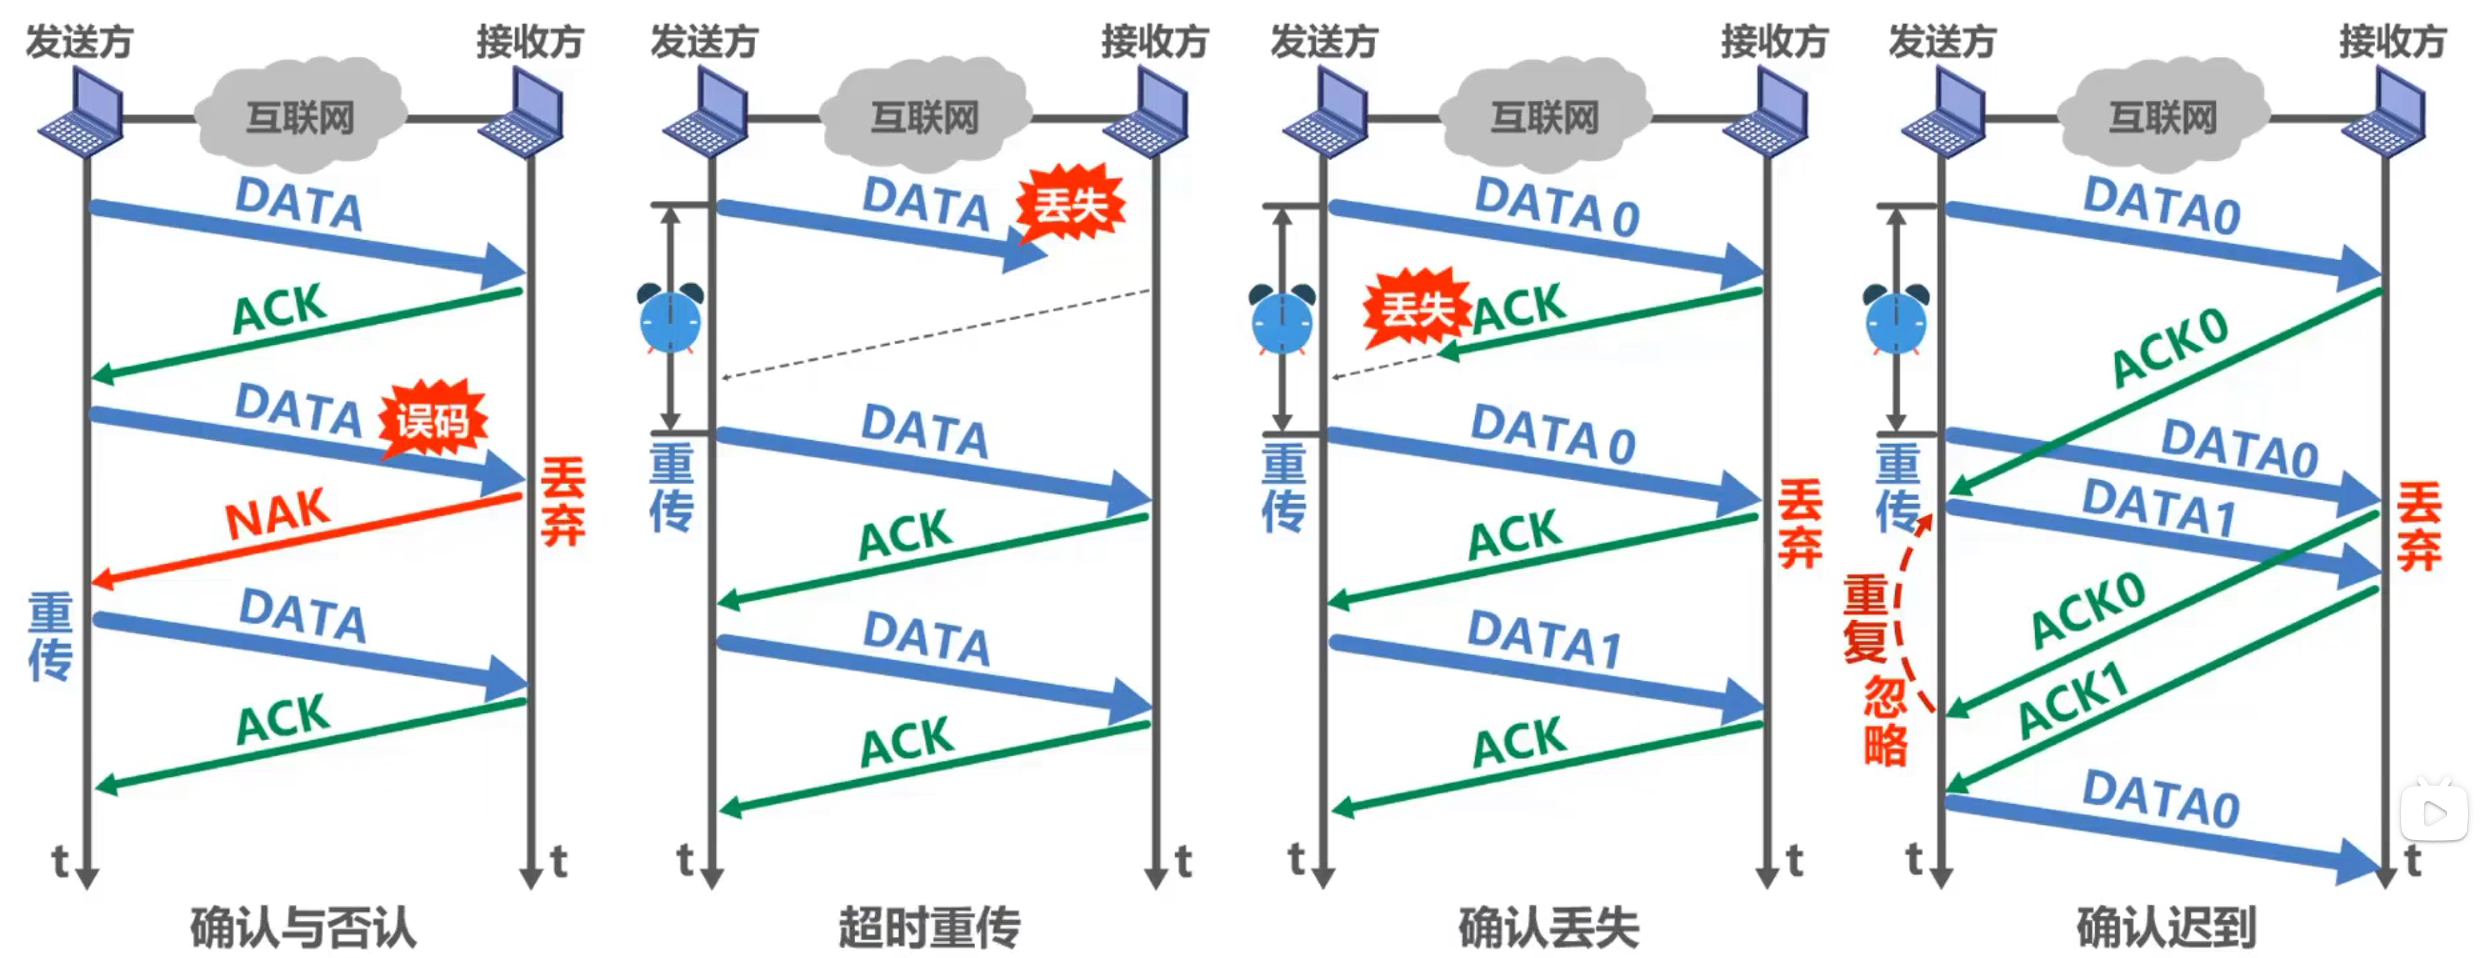 发送方
接收方
互联网
DATA
ACK
DATA
误码
丢弃
NAK
重传
DATA
ACK
t
t
确认与否认
发送方
接收方
互联网
DATA
丢失
重传
DATA
ACK
DATA
ACK
t
t
超时重传
发送方
接收方
互联网
DATA 0
丢失
ACK
重传
DATA 0
丢弃
ACK
DATA1
ACK
t
t
确认丢失
发送方
接收方
互联网
DATA0
ACK0
重传
DATA0
DATA1
丢弃
重复
忽略
ACK0
ACK1
DATA0
t
t
确认迟到